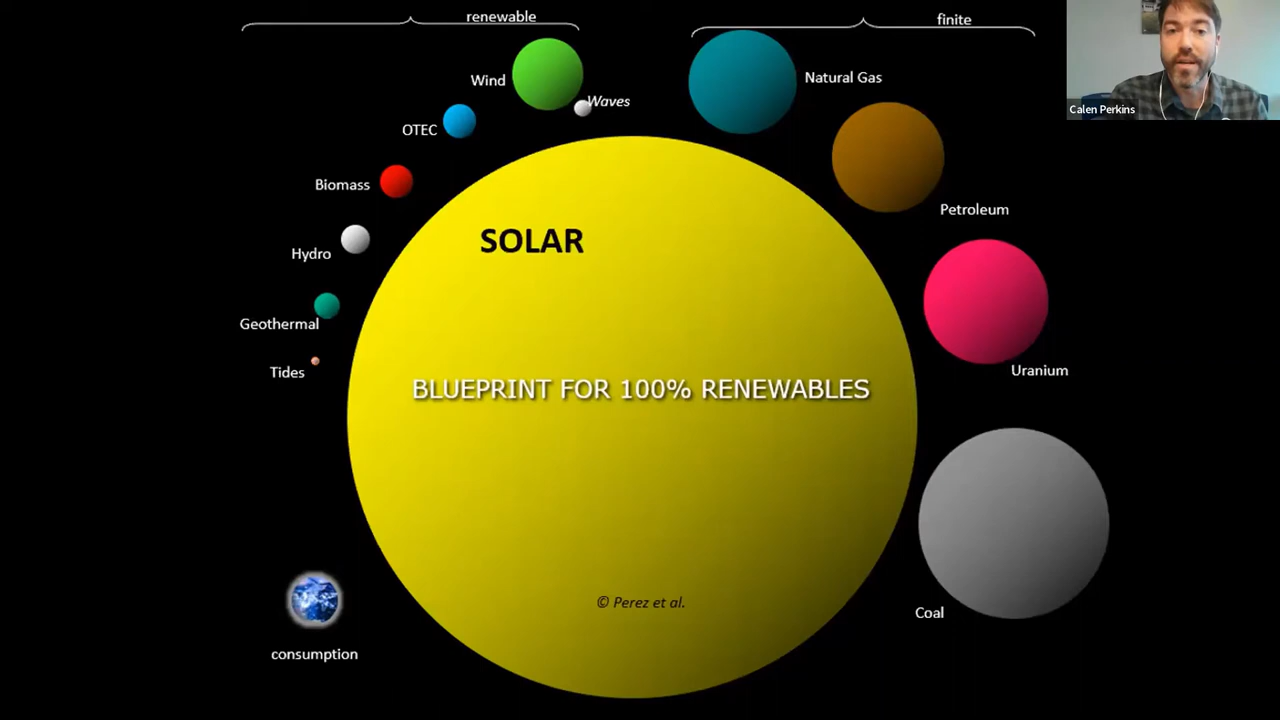 renewable
finite
Wind
Waves
Natural Gas
OTEC
Calen Perkins
Biomass
Petroleum
Hydro
SOLAR
Geothermal
Tides
Uranium
BLUEPRINT FOR 100% RENEWABLES
© Perez et al.
Coal
consumption